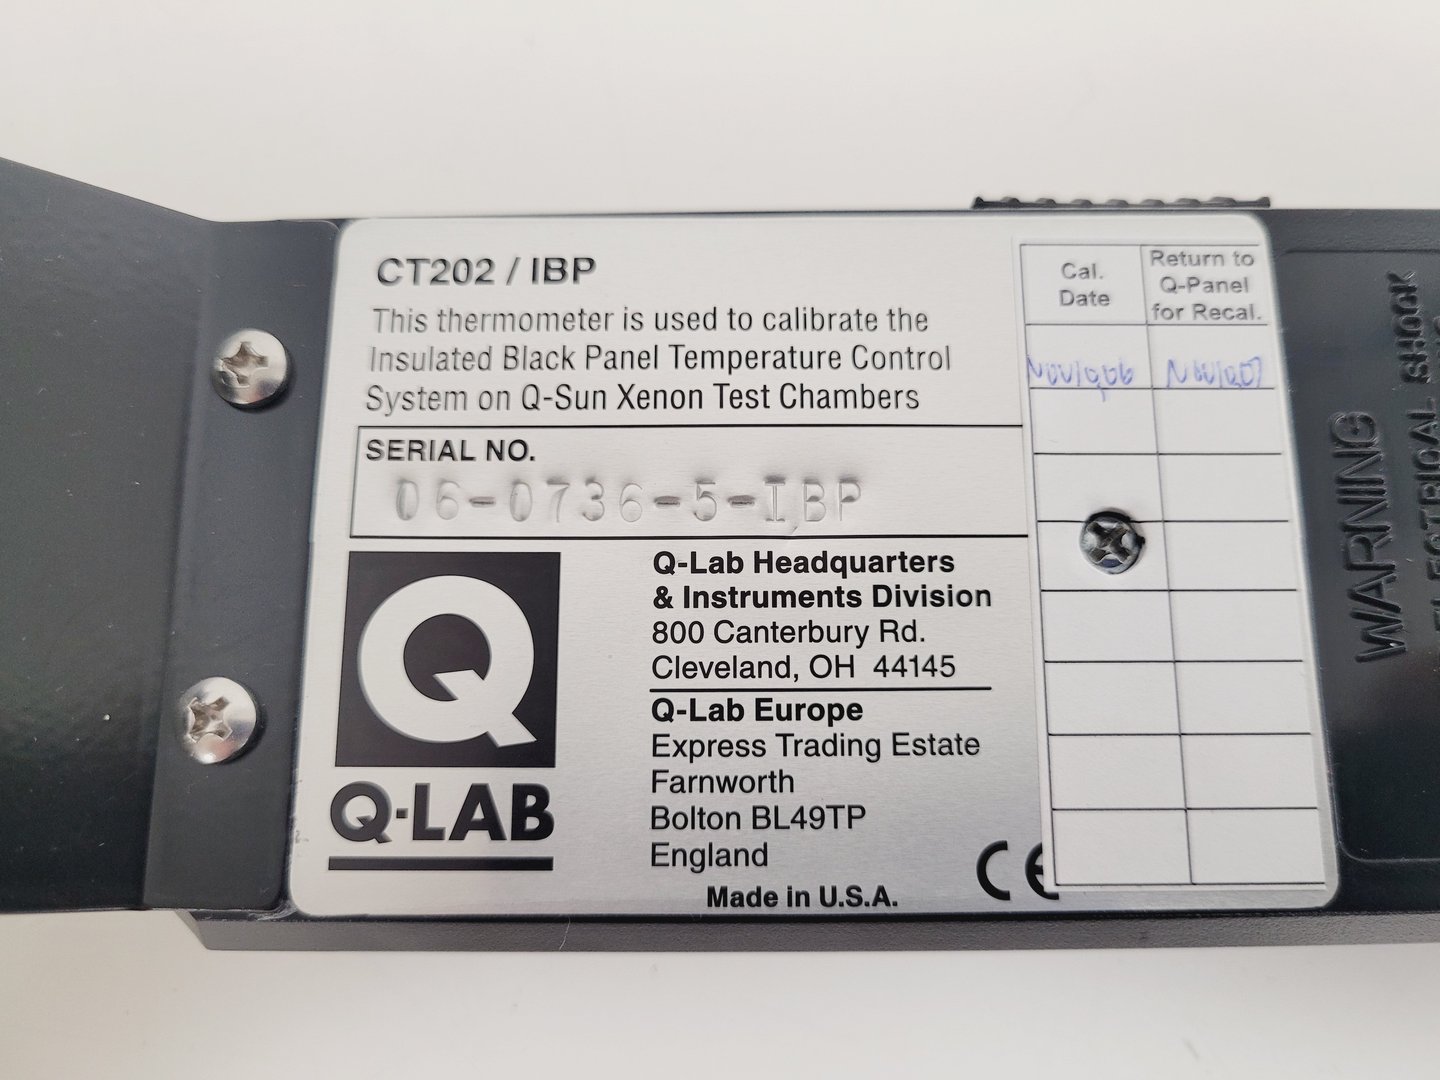 CT202 / IBP
This thermometer is used to calibrate the
Insulated Black Panel Temperature Control
System on Q-Sun Xenon Test Chambers
SERIAL NO.
06-0736-5-IBP
Q-LAB
Q-Lab Headquarters
& Instruments Division
800 Canterbury Rd.
Cleveland, OH 44145
Q-Lab Europe
Express Trading Estate
Farnworth
Bolton BL49TP
England
Made in U.S.A.
CE
Cal.
Date
Return to
Q-Panel
for Recal.
WARNING
ELECTRICAL SHOCK